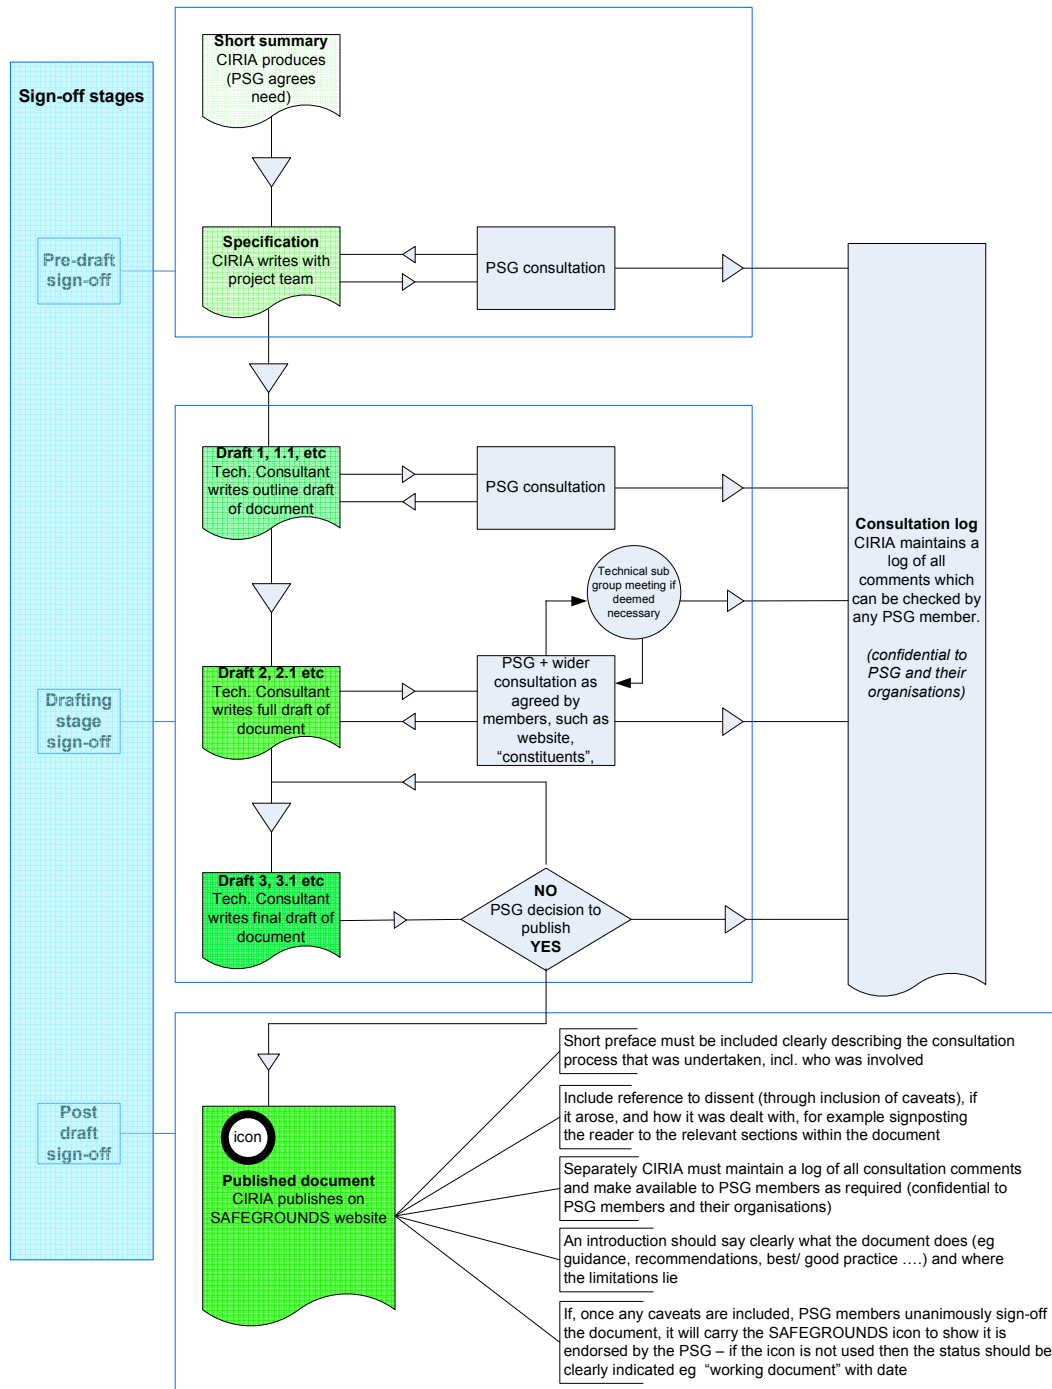 Sign-off stages
Short summary
CIRIA produces
(PSG agrees
need)
Pre-draft
sign-off
Specification
CIRIA writes with
project team
PSG consultation
Draft 1, 1.1, etc
Tech. Consultant
writes outline draft
of document
PSG consultation
Consultation log
CIRIA maintains a
log of all
comments which
can be checked by
any PSG member.
(confidential to
PSG and their
organisations)
Technical sub
group meeting if
deemed
necessary
Drafting
stage
sign-off
Draft 2, 2.1 etc
Tech. Consultant
writes full draft of
document
PSG + wider
consultation as
agreed by
members, such as
website,
“constituents”,
Draft 3, 3.1 etc
Tech. Consultant
writes final draft of
document
NO
PSG decision to
publish
YES
Post
draft
sign-off
icon
Published document
CIRIA publishes on
SAFEGROUNDS website
Short preface must be included clearly describing the consultation
process that was undertaken, incl. who was involved
Include reference to dissent (through inclusion of caveats), if
it arose, and how it was dealt with, for example signposting
the reader to the relevant sections within the document
Separately CIRIA must maintain a log of all consultation comments
and make available to PSG members as required (confidential to
PSG members and their organisations)
An introduction should say clearly what the document does (eg
guidance, recommendations, best/ good practice ….) and where
the limitations lie
If, once any caveats are included, PSG members unanimously sign-off
the document, it will carry the SAFEGROUNDS icon to show it is
endorsed by the PSG – if the icon is not used then the status should be
clearly indicated eg “working document” with date